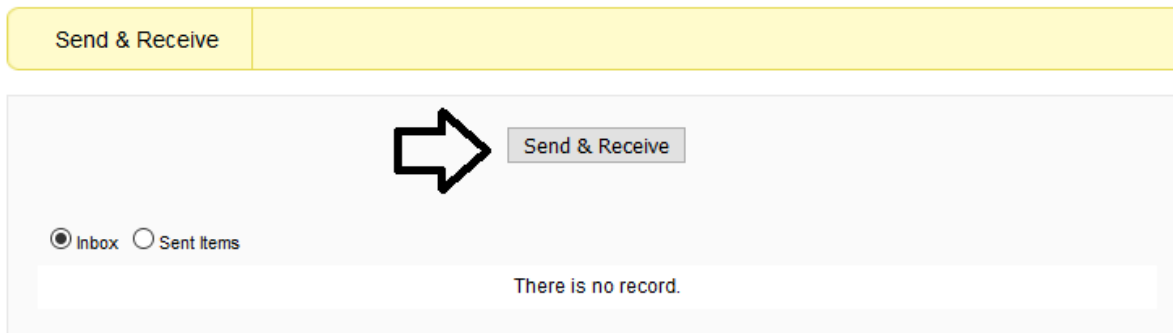 Send & Receive
Send & Receive
Inbox Sent Items
There is no record.